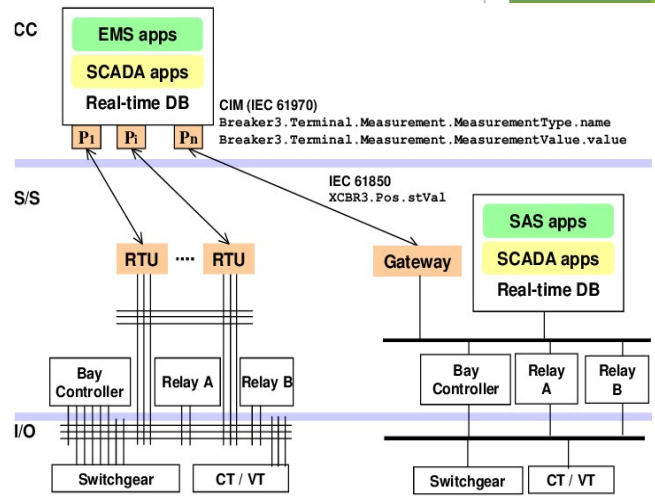 CC
EMS apps
SCADA apps
Real-time DB
P1
Pi
Pn
CIM (IEC 61970)
Breaker3.Terminal.Measurement.MeasurementType.name
Breaker3.Terminal.Measurement.MeasurementValue.value
IEC 61850
XCBR3.Pos.stVal
S/S
SAS apps
SCADA apps
Real-time DB
RTU
....
RTU
Gateway
Bay
Controller
Relay A
Relay B
Bay
Controller
Relay
A
Relay
B
I/O
Switchgear
CT / VT
Switchgear
CT / VT